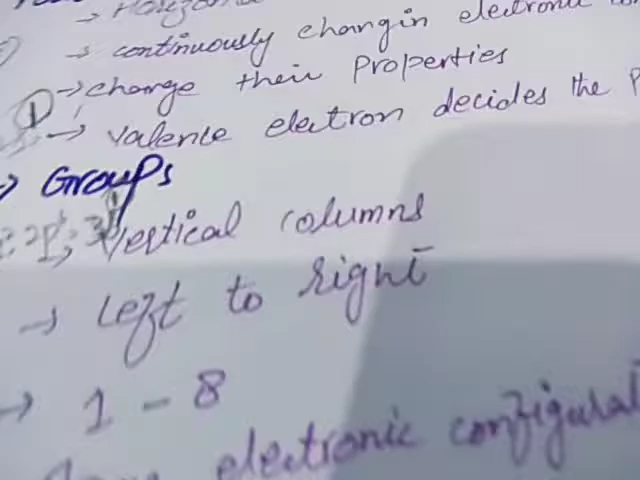 → Horizonta
→ continuously changin electronic
→ change their Properties
→ valence electron decides the P
→ Groups
→ Vertical columns
→ Left to right
→ 1 - 8
electronic configurat